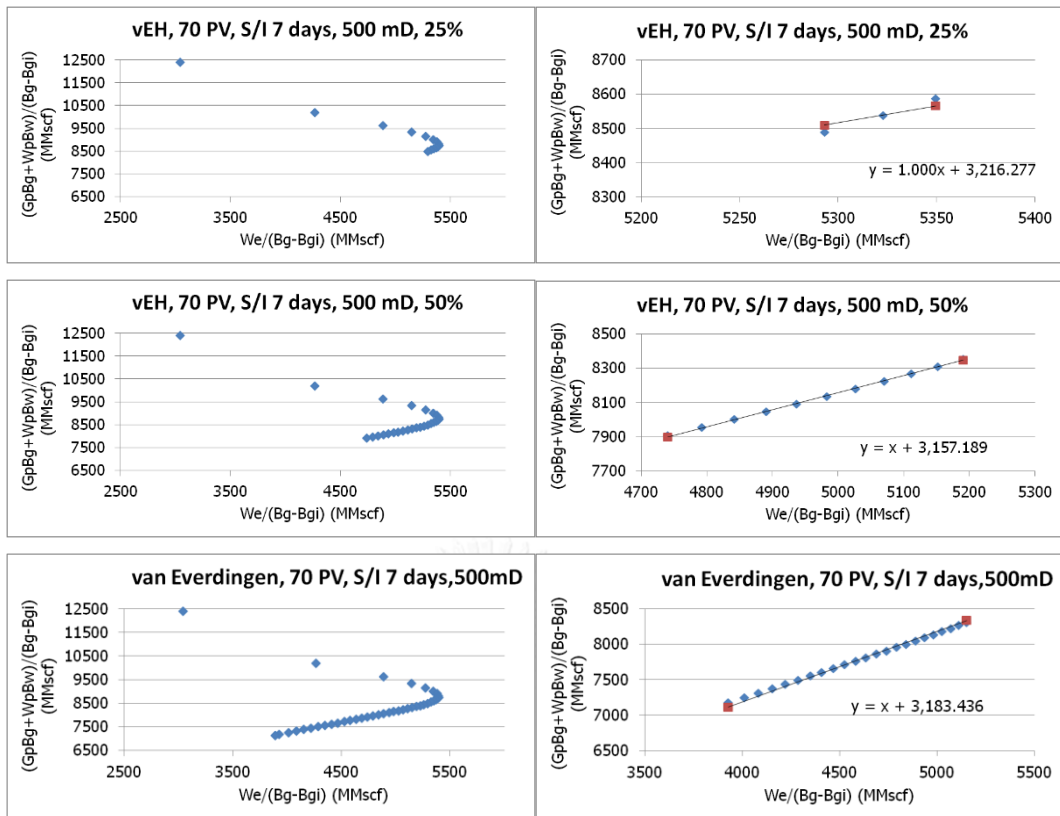 vEH, 70 PV, S/I 7 days, 500 mD, 25%
(GpBg+WpBw)/(Bg-Bgi)
(MMscf)
12500
11500
10500
9500
8500
7500
6500
2500
3500
4500
5500
We/(Bg-Bgi) (MMscf)
vEH, 70 PV, S/I 7 days, 500 mD, 25%
(GpBg+WpBw)/(Bg-Bgi)
(MMscf)
8700
8600
8500
8400
8300
y = 1.000x + 3,216.277
5200
5250
5300
5350
5400
We/(Bg-Bgi) (MMscf)
vEH, 70 PV, S/I 7 days, 500 mD, 50%
(GpBg+WpBw)/(Bg-Bgi)
(MMscf)
12500
11500
10500
9500
8500
7500
6500
2500
3500
4500
5500
We/(Bg-Bgi) (MMscf)
vEH, 70 PV, S/I 7 days, 500 mD, 50%
(GpBg+WpBw)/(Bg-Bgi)
(MMscf)
8500
8300
8100
7900
7700
y = x + 3,157.189
4700
4800
4900
5000
5100
5200
5300
We/(Bg-Bgi) (MMscf)
van Everdingen, 70 PV, S/I 7 days,500mD
(GpBg+WpBw)/(Bg-Bgi)
(MMscf)
12500
11500
10500
9500
8500
7500
6500
2500
3500
4500
5500
We/(Bg-Bgi) (MMscf)
van Everdingen, 70 PV, S/I 7 days,500mD
(GpBg+WpBw)/(Bg-Bgi)
(MMscf)
8500
8000
7500
7000
6500
y = x + 3,183.436
3500
4000
4500
5000
5500
We/(Bg-Bgi) (MMscf)